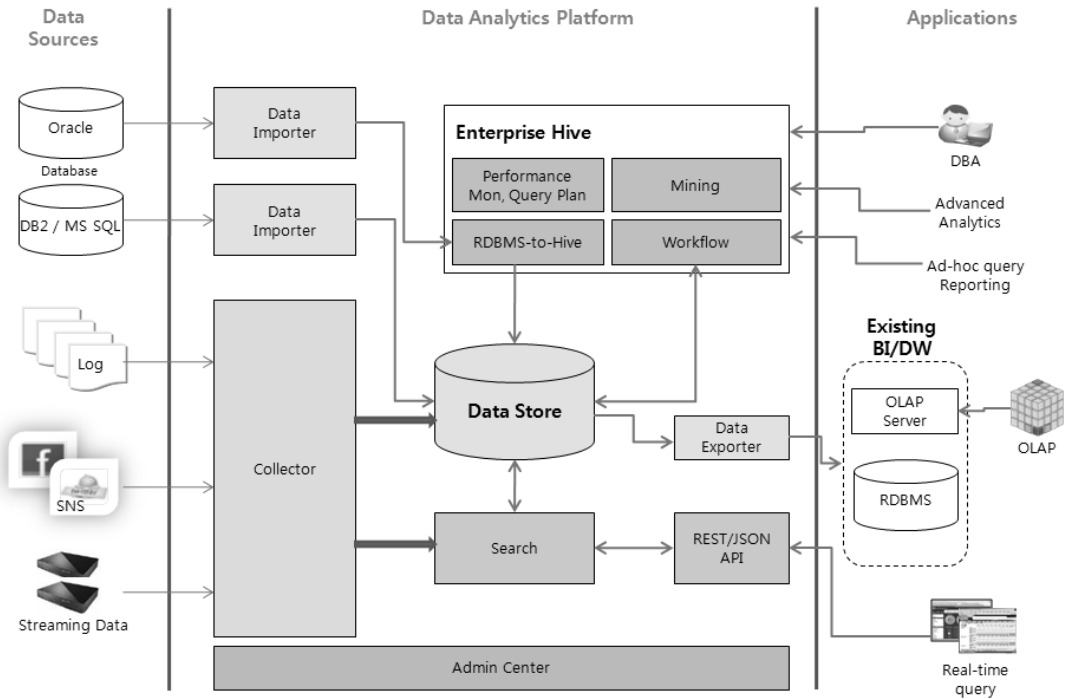 Data
Sources
Data Analytics Platform
Applications
Oracle
Database
DB2 / MS SQL
Log
f
SNS
Streaming Data
Data
Importer
Data
Importer
Collector
Enterprise Hive
Performance
Mon, Query Plan
Mining
RDBMS-to-Hive
Workflow
Data Store
Data
Exporter
Search
REST/JSON
API
Admin Center
DBA
Advanced
Analytics
Ad-hoc query
Reporting
Existing
BI/DW
OLAP
Server
RDBMS
OLAP
Real-time
query